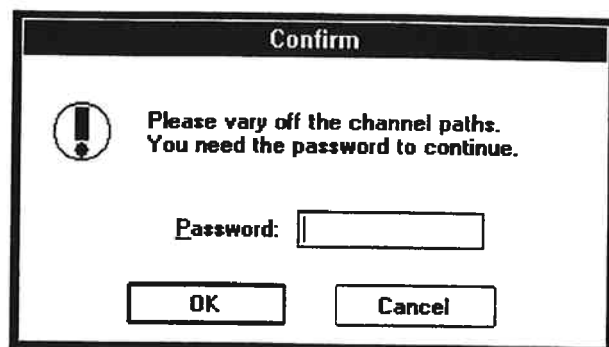 Confirm
Please vary off the channel paths.
You need the password to continue.
Password:
OK
Cancel